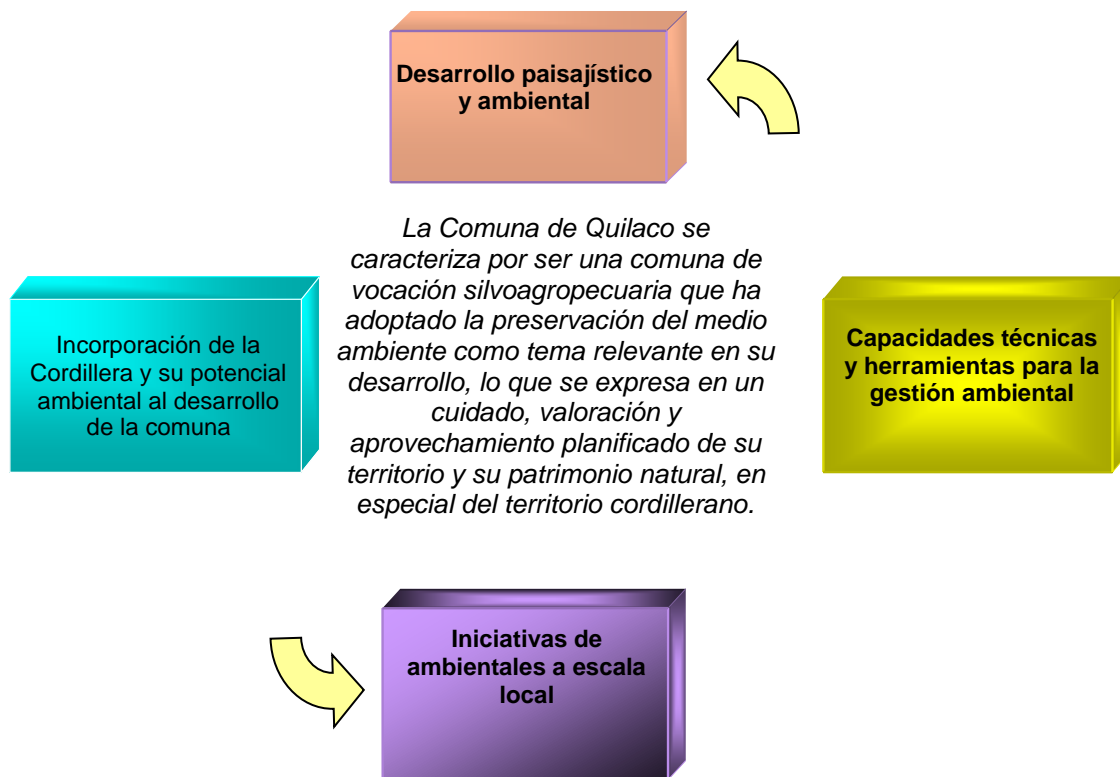 Desarrollo paisajístico
y ambiental
La Comuna de Quilaco se
caracteriza por ser una comuna de
vocación silvoagropecuaria que ha
adoptado la preservación del medio
ambiente como tema relevante en su
desarrollo, lo que se expresa en un
cuidado, valoración y
aprovechamiento planificado de su
territorio y su patrimonio natural, en
especial del territorio cordillerano.
Incorporación de la
Cordillera y su potencial
ambiental al desarrollo
de la comuna
Capacidades técnicas
y herramientas para la
gestión ambiental
Iniciativas de
ambientales a escala
local